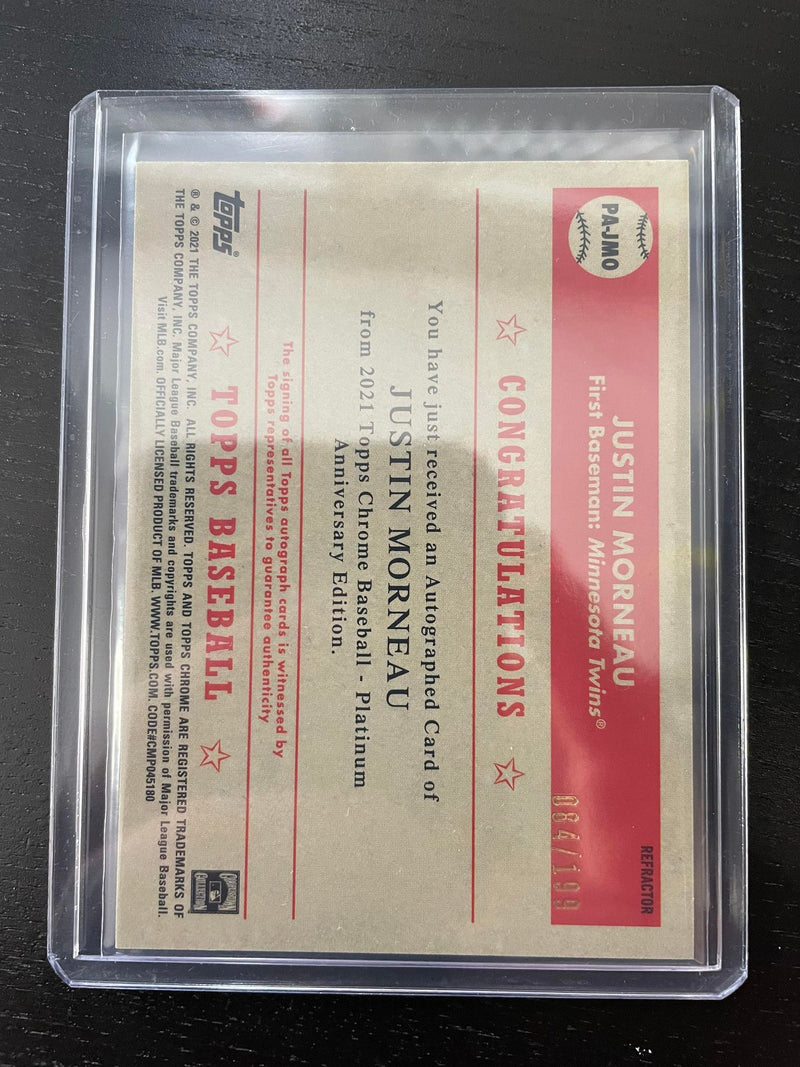 PA-JMO
JUSTIN MORNEAU
First Baseman: Minnesota Twins®
REFRACTOR
084/199
CONGRATULATIONS
You have just received an Autographed Card of
JUSTIN MORNEAU
from 2021 Topps Chrome Baseball - Platinum
Anniversary Edition.
The signing of all Topps autograph cards is witnessed by
Topps representatives to guarantee authenticity
TOPPS BASEBALL
topps®
® & © 2021 THE TOPPS COMPANY, INC. ALL RIGHTS RESERVED. TOPPS AND TOPPS CHROME ARE REGISTERED TRADEMARKS OF
THE TOPPS COMPANY, INC. Major League Baseball trademarks and copyrights are used with permission of Major League Baseball.
Visit MLB.com. OFFICIALLY LICENSED PRODUCT OF MLB. WWW.TOPPS.COM. CODE#CMP045180
COOPERSTOWN
COLLECTION